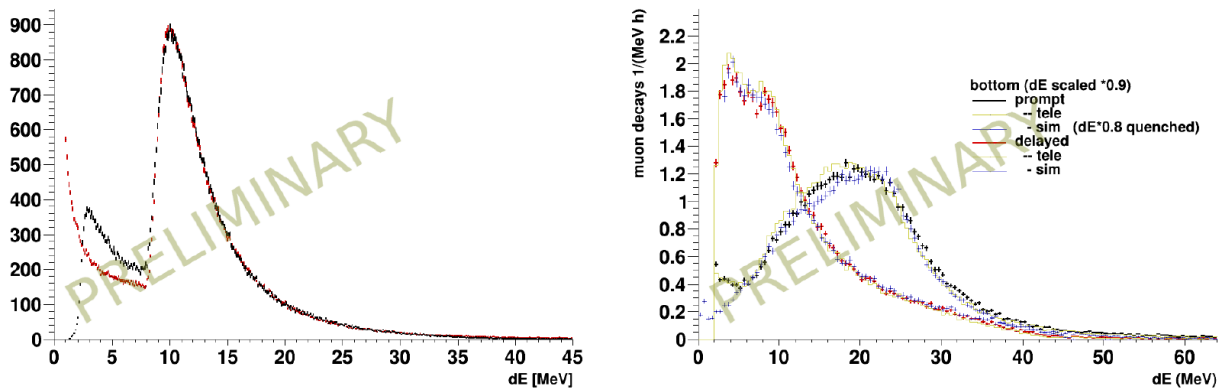 900
800
700
600
500
400
300
200
100
0
0 5 10 15 20 25 30 35 40 45
dE [MeV]
PRELIMINARY
muon decays 1/(MeV h)
2.2
2
1.8
1.6
1.4
1.2
1
0.8
0.6
0.4
0.2
0
0 10 20 30 40 50 60
dE (MeV)
bottom (dE scaled *0.9)
prompt
-- tele
- sim (dE*0.8 quenched)
delayed
-- tele
- sim
PRELIMINARY